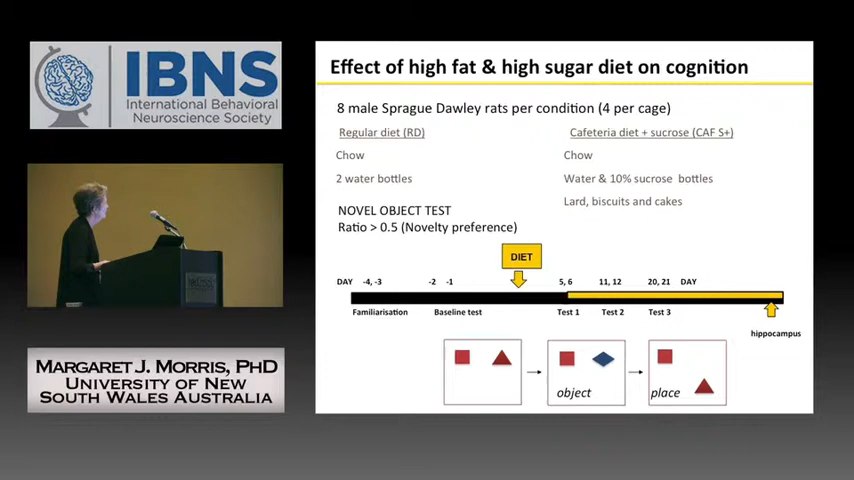 IBNS
International Behavioral
Neuroscience Society
MARGARET J. MORRIS, PHD
UNIVERSITY OF NEW
SOUTH WALES AUSTRALIA
Effect of high fat & high sugar diet on cognition
8 male Sprague Dawley rats per condition (4 per cage)
Regular diet (RD)
Cafeteria diet + sucrose (CAF S+)
Chow
Chow
2 water bottles
Water & 10% sucrose bottles
Lard, biscuits and cakes
NOVEL OBJECT TEST
Ratio > 0.5 (Novelty preference)
DIET
DAY -4, -3 -2 -1 5, 6 11, 12 20, 21 DAY
Familiarisation Baseline test Test 1 Test 2 Test 3
hippocampus
object
place